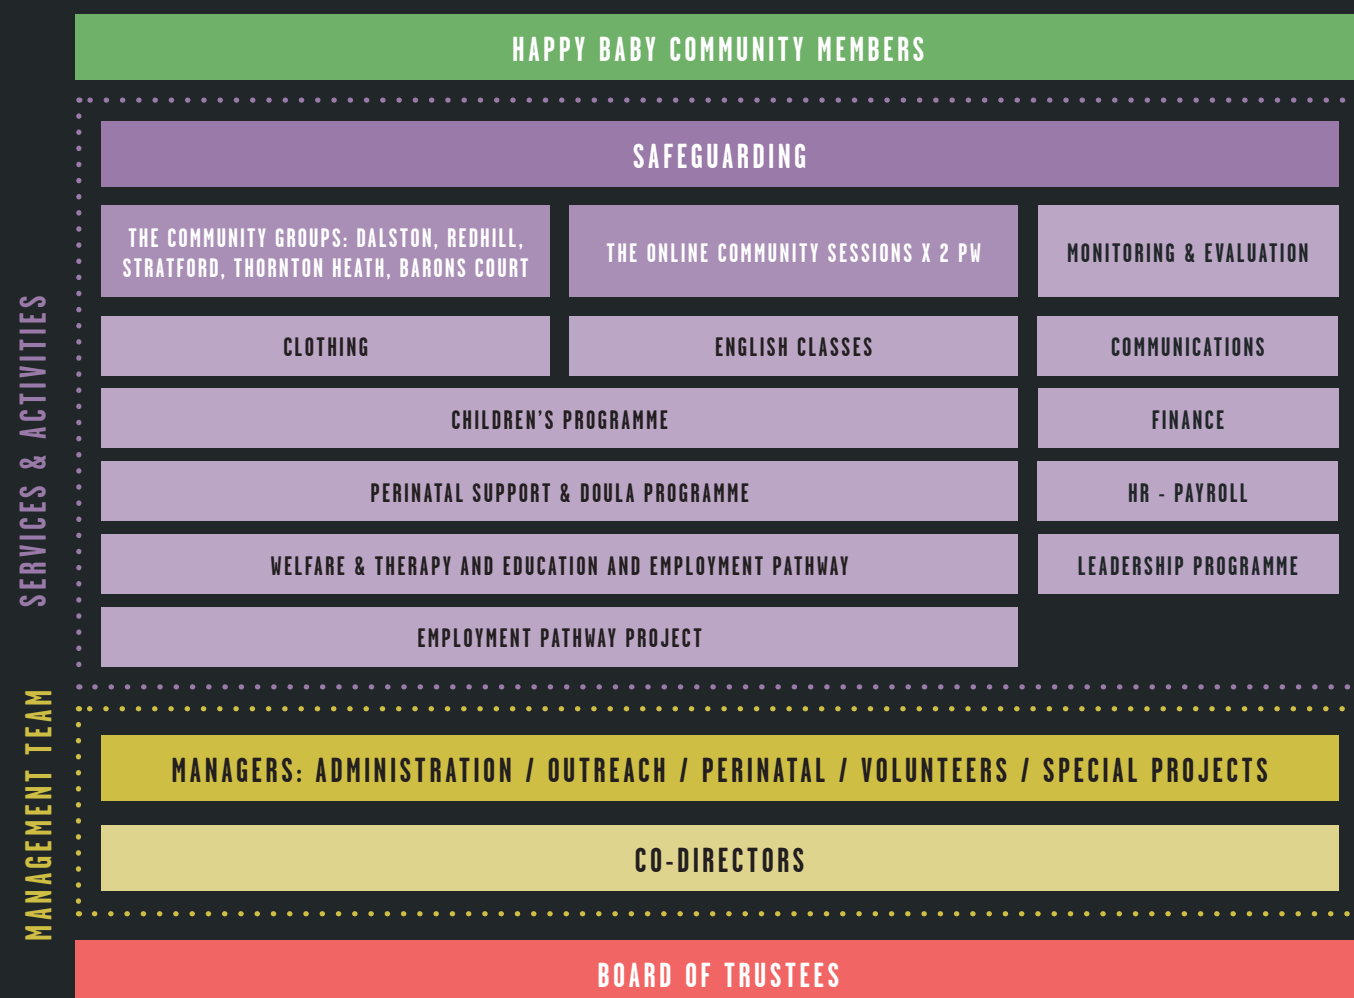 HAPPY BABY COMMUNITY MEMBERS
SERVICES & ACTIVITIES
SAFEGUARDING
THE COMMUNITY GROUPS: DALSTON, REDHILL,
STRATFORD, THORNTON HEATH, BARONS COURT
THE ONLINE COMMUNITY SESSIONS X 2 PW
MONITORING & EVALUATION
CLOTHING
ENGLISH CLASSES
COMMUNICATIONS
CHILDREN’S PROGRAMME
FINANCE
PERINATAL SUPPORT & DOULA PROGRAMME
HR - PAYROLL
WELFARE & THERAPY AND EDUCATION AND EMPLOYMENT PATHWAY
LEADERSHIP PROGRAMME
EMPLOYMENT PATHWAY PROJECT
MANAGEMENT TEAM
MANAGERS: ADMINISTRATION / OUTREACH / PERINATAL / VOLUNTEERS / SPECIAL PROJECTS
CO-DIRECTORS
BOARD OF TRUSTEES